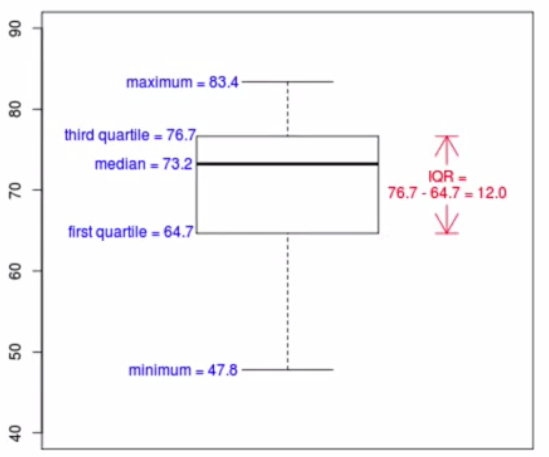 90
maximum = 83.4
80
third quartile = 76.7
median = 73.2
IQR =
76.7 - 64.7 = 12.0
70
first quartile = 64.7
60
50
minimum = 47.8
40